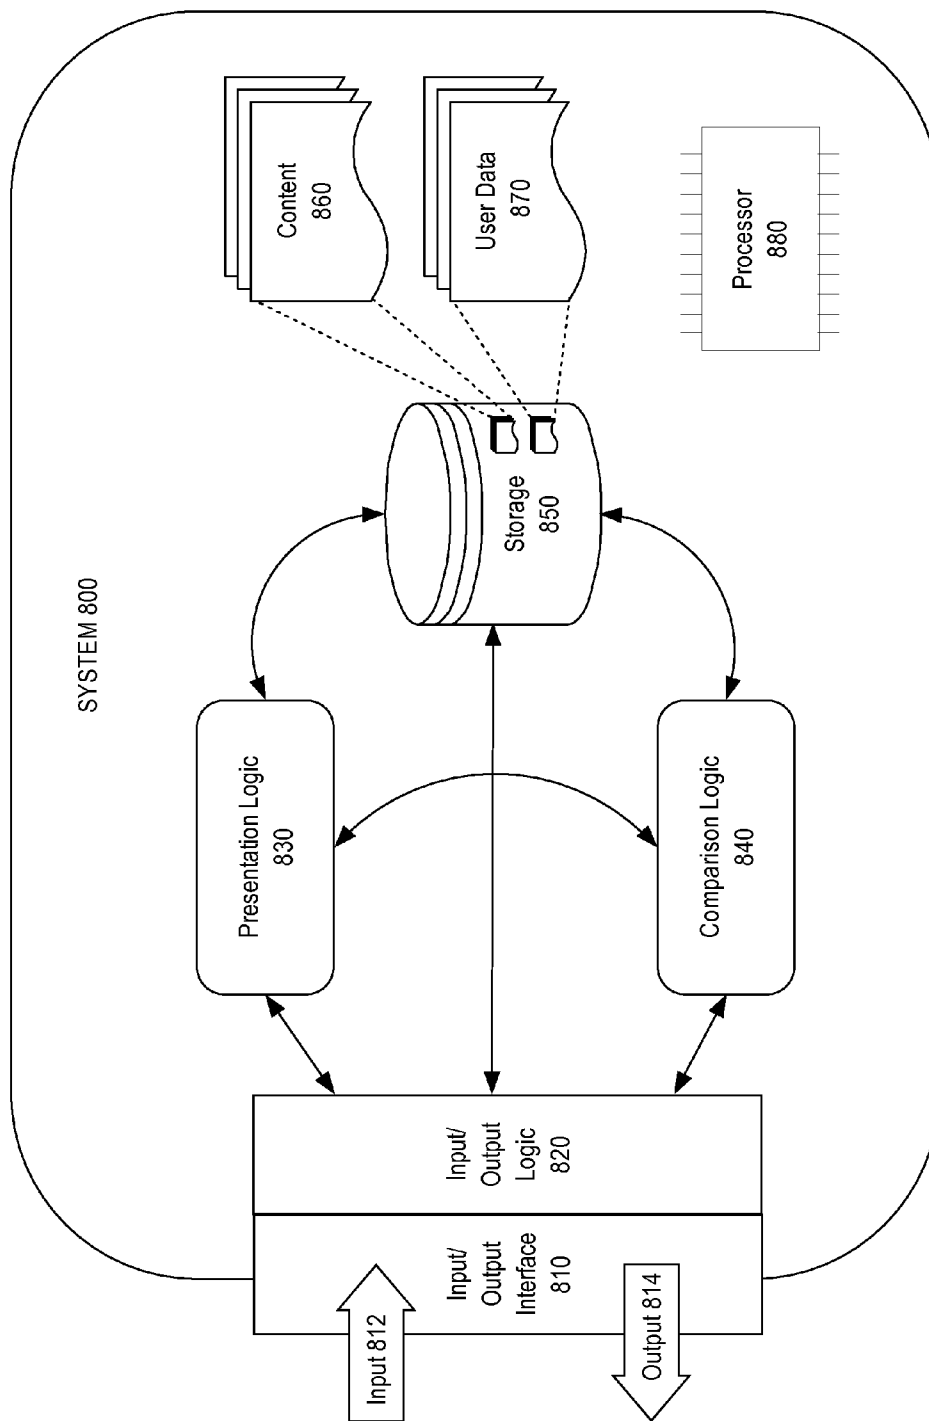 SYSTEM 800
Input 812
Output 814
Input/
Output
Interface
810
Input/
Output
Logic
820
Presentation Logic
830
Comparison Logic
840
Storage
850
Content
860
User Data
870
Processor
880